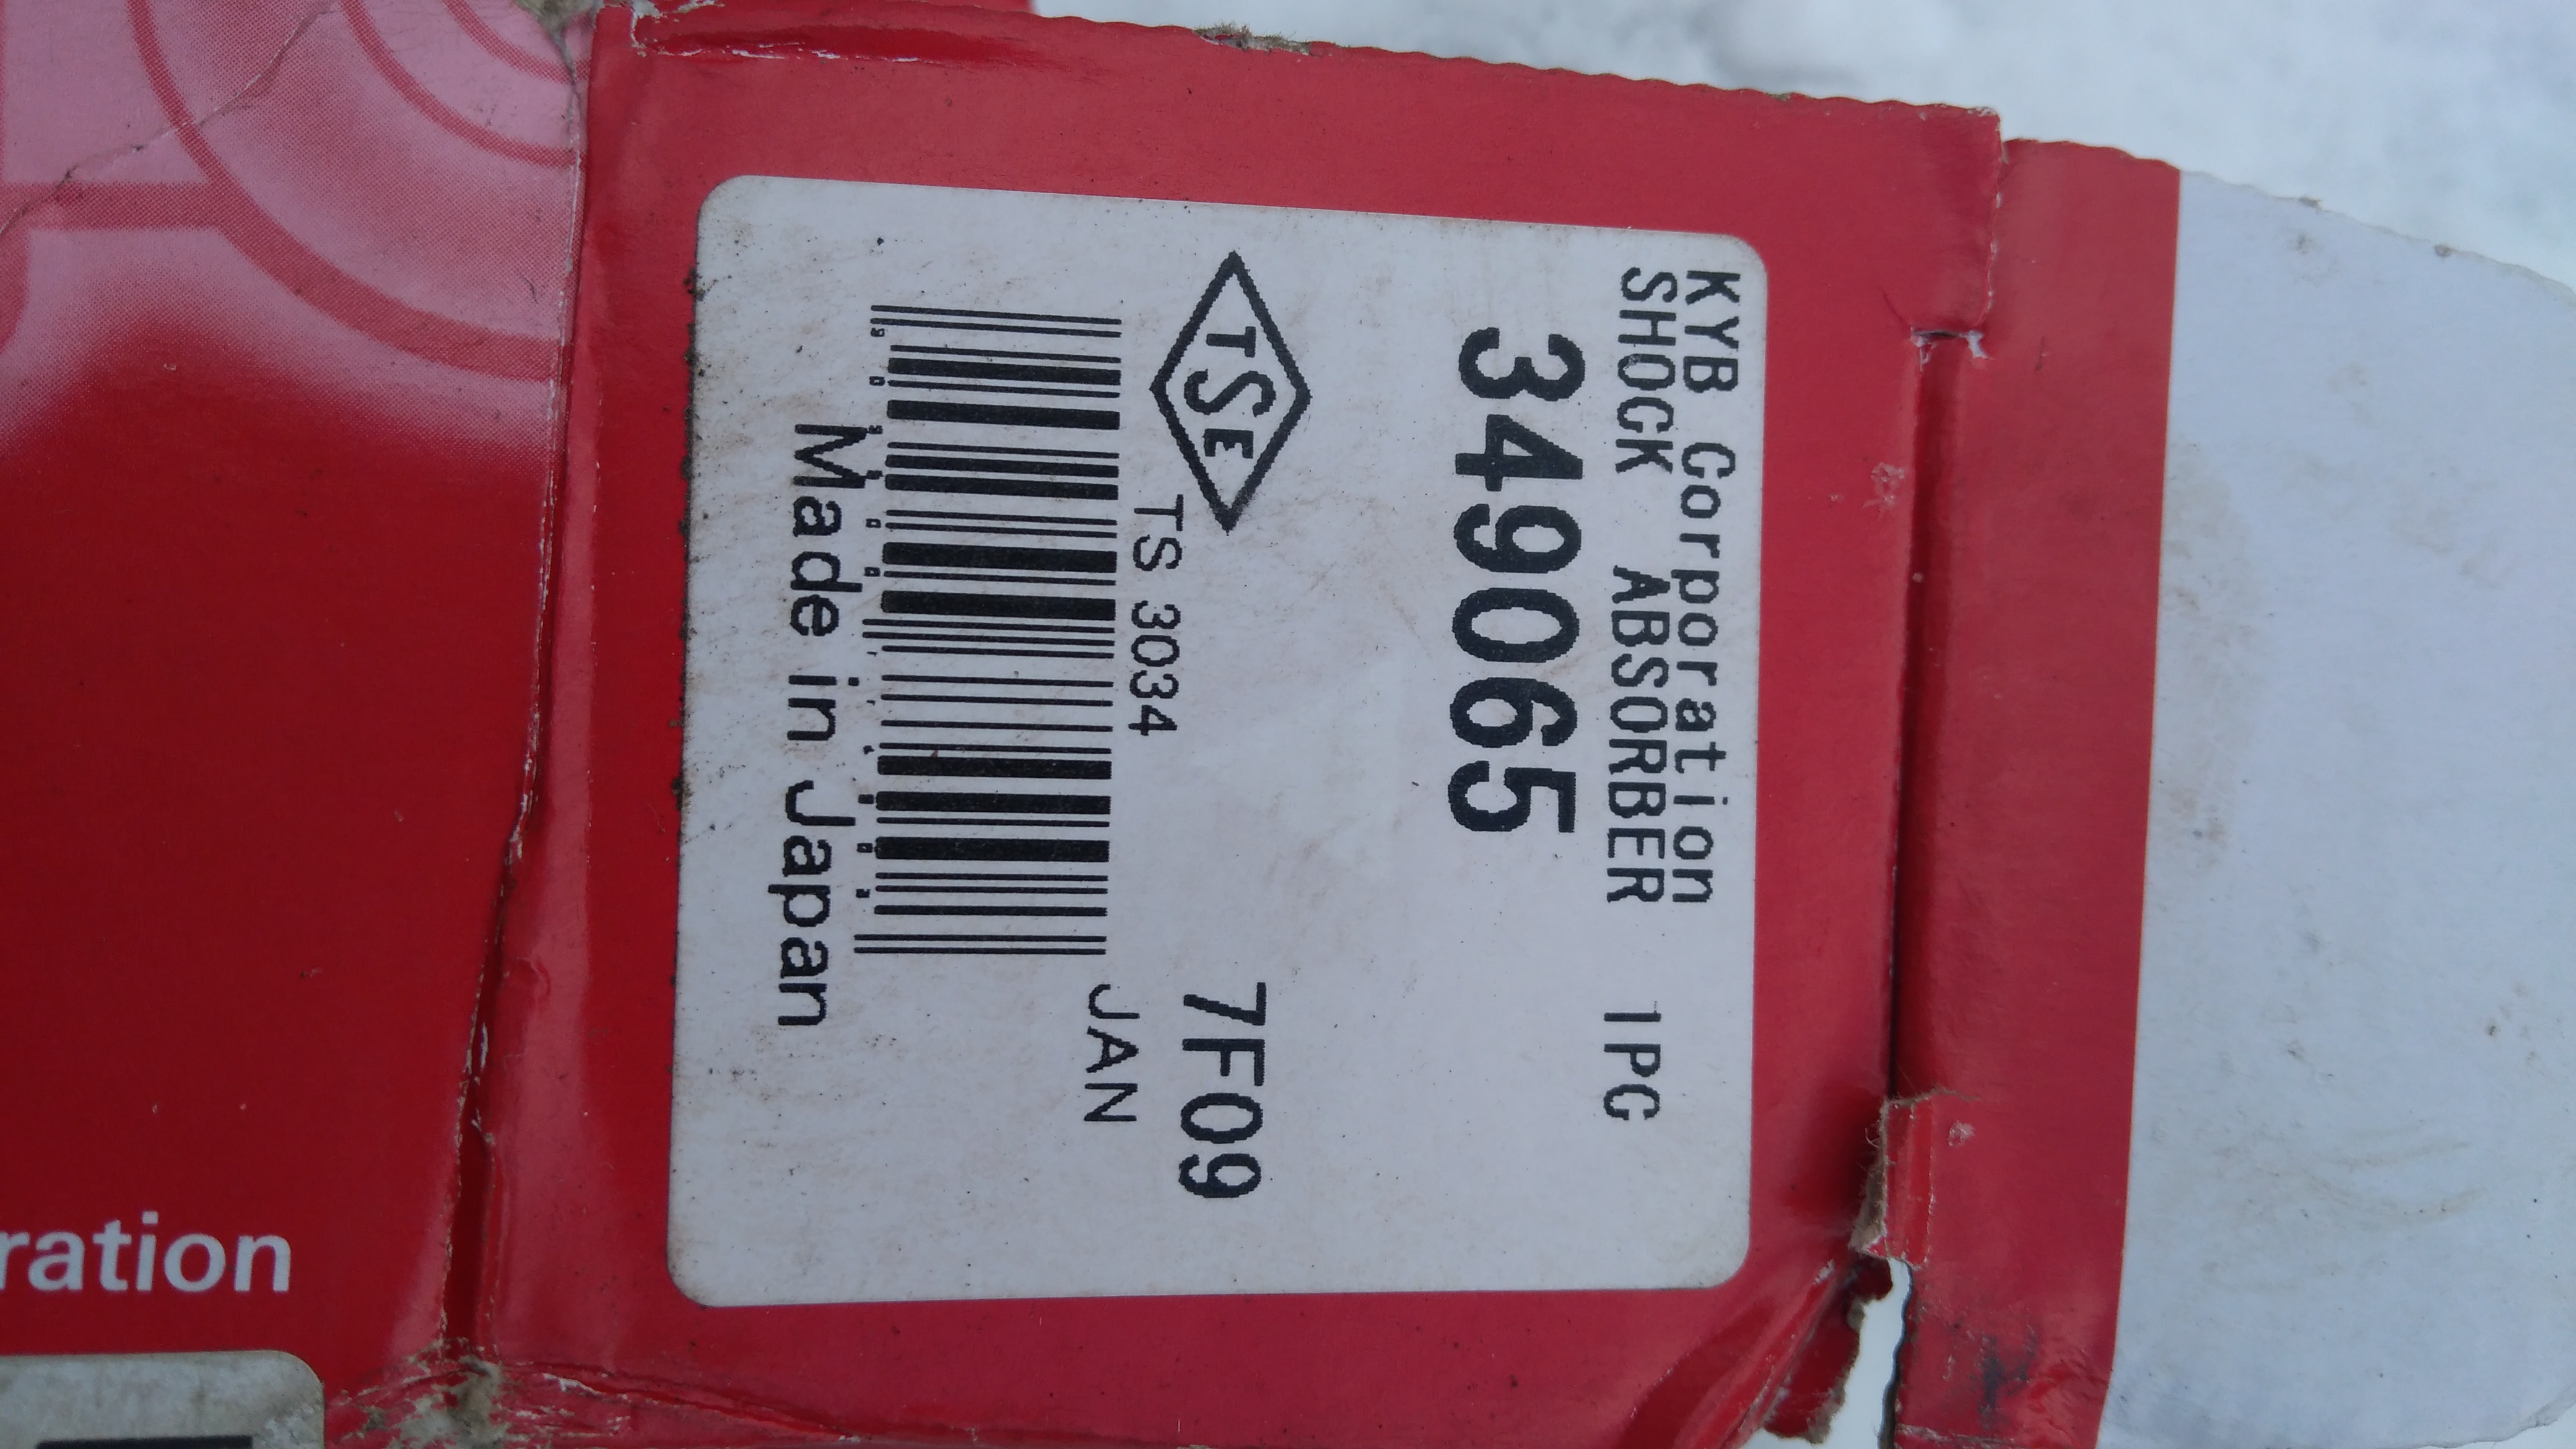 KYB Corporation
SHOCK ABSORBER 1PC
349065
TSE
7F09
TS 3034
JAN
Made in Japan
ration